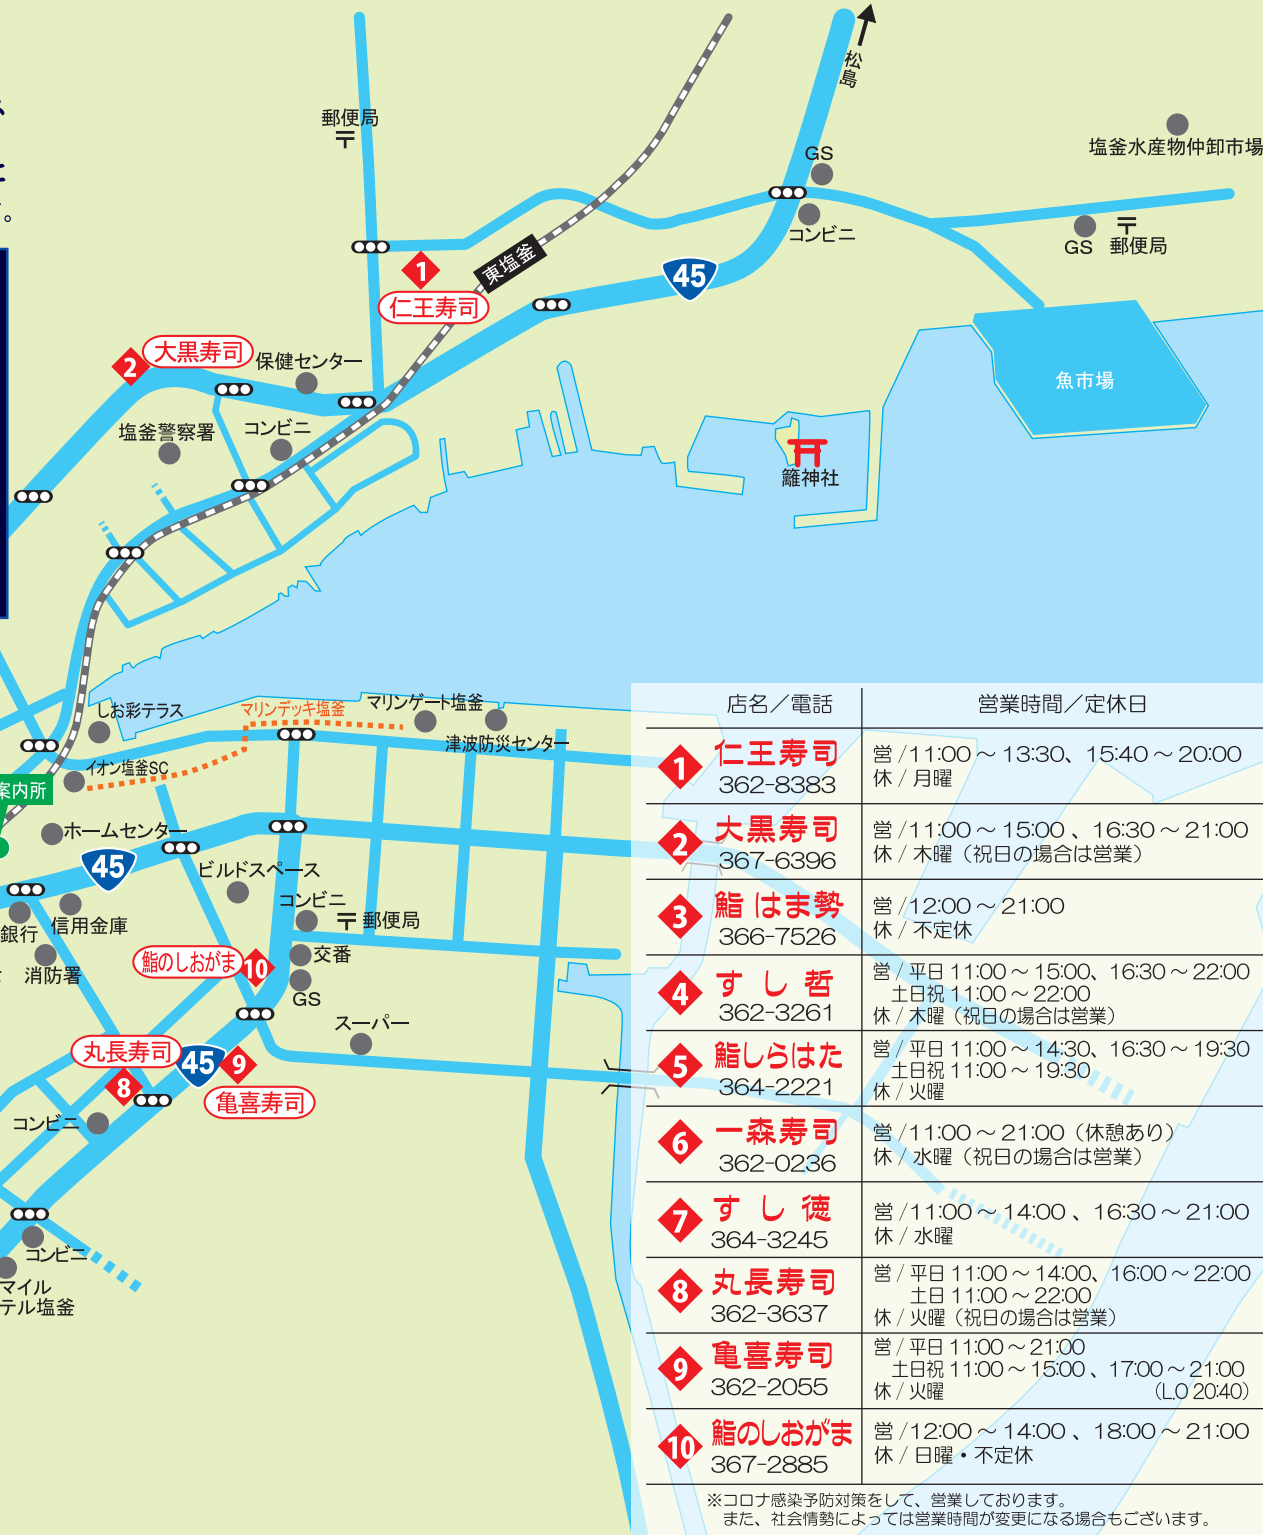 松島
郵便局
GS
塩釜水産物仲卸市場
コンビニ
GS
郵便局
1
仁王寿司
東塩釜
45
2
大黒寿司
保健センター
魚市場
塩釜警察署
コンビニ
籬神社
しお彩テラス
マリンデッキ塩釜
マリンゲート塩釜
津波防災センター
イオン塩釜SC
案内所
ホームセンター
45
ビルドスペース
コンビニ
郵便局
銀行
信用金庫
消防署
鮨のしおがま
10
交番
GS
スーパー
丸長寿司
45
9
8
亀喜寿司
コンビニ
コンビニ
マイル
テル塩釜
店名／電話 営業時間／定休日
1 仁王寿司 営 /11:00 ～ 13:30、15:40 ～ 20:00
362-8383 休 / 月曜
2 大黒寿司 営 /11:00 ～ 15:00 、16:30 ～ 21:00
367-6396 休 / 木曜（祝日の場合は営業）
3 鮨 はま勢 営 /12:00 ～ 21:00
366-7526 休 / 不定休
4 すし 哲 営 / 平日 11:00 ～ 15:00、16:30 ～ 22:00
土日祝 11:00 ～ 22:00
362-3261 休 / 木曜（祝日の場合は営業）
5 鮨しらはた 営 / 平日 11:00 ～ 14:30、16:30 ～ 19:30
土日祝 11:00 ～ 19:30
364-2221 休 / 火曜
6 一森寿司 営 /11:00 ～ 21:00（休憩あり）
362-0236 休 / 水曜（祝日の場合は営業）
7 すし 徳 営 /11:00 ～ 14:00 、16:30 ～ 21:00
364-3245 休 / 水曜
8 丸長寿司 営 / 平日 11:00 ～ 14:00、16:00 ～ 22:00
土日 11:00 ～ 22:00
362-3637 休 / 火曜（祝日の場合は営業）
9 亀喜寿司 営 / 平日 11:00 ～ 21:00
土日祝 11:00 ～ 15:00 、17:00 ～ 21:00
362-2055 休 / 火曜 （L.O 20:40）
10 鮨のしおがま 営 /12:00 ～ 14:00 、18:00 ～ 21:00
367-2885 休 / 日曜・不定休
※コロナ感染予防対策をして、営業しております。
また、社会情勢によっては営業時間が変更になる場合もございます。